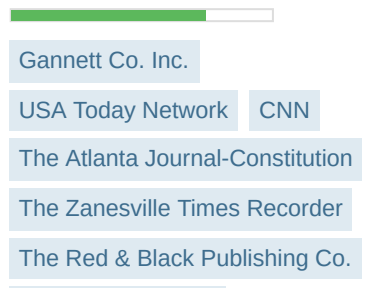 Gannett Co. Inc.
USA Today Network CNN
The Atlanta Journal-Constitution
The Zanesville Times Recorder
The Red & Black Publishing Co.